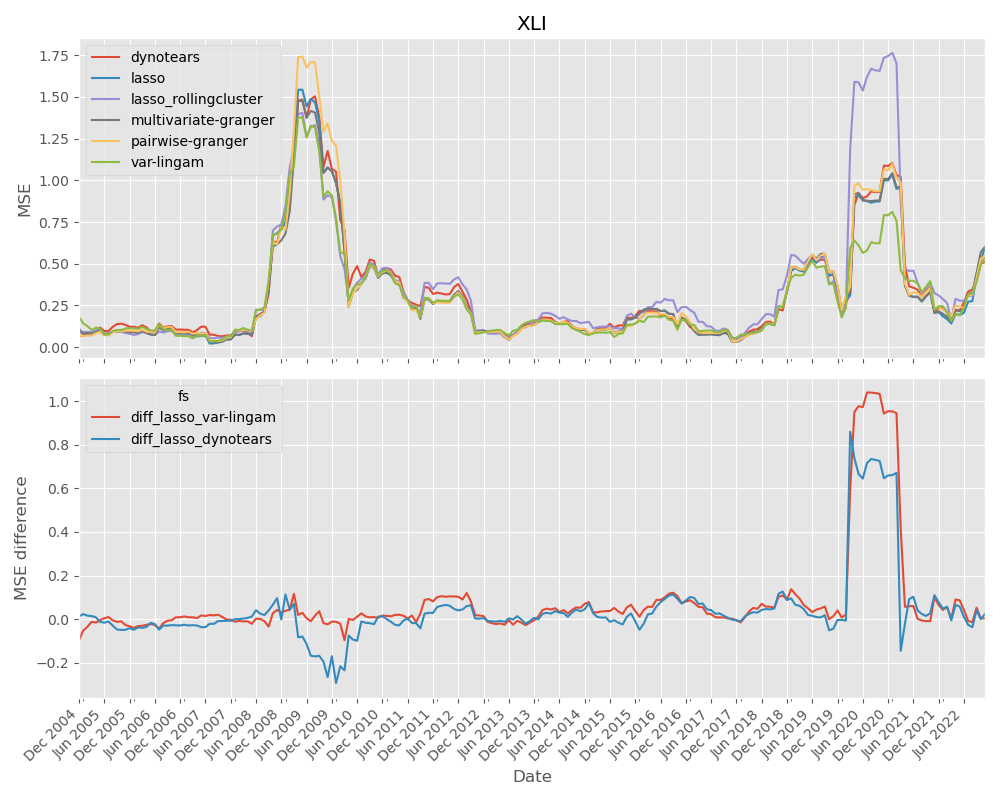 XLI
MSE
1.75
1.50
1.25
1.00
0.75
0.50
0.25
0.00
dynotears
lasso
lasso_rollingcluster
multivariate-granger
pairwise-granger
var-lingam
MSE difference
1.0
0.8
0.6
0.4
0.2
0.0
−0.2
fs
diff_lasso_var-lingam
diff_lasso_dynotears
Dec 2004
Jun 2005
Dec 2005
Jun 2006
Dec 2006
Jun 2007
Dec 2007
Jun 2008
Dec 2008
Jun 2009
Dec 2009
Jun 2010
Dec 2010
Jun 2011
Dec 2011
Jun 2012
Dec 2012
Jun 2013
Dec 2013
Jun 2014
Dec 2014
Jun 2015
Dec 2015
Jun 2016
Dec 2016
Jun 2017
Dec 2017
Jun 2018
Dec 2018
Jun 2019
Dec 2019
Jun 2020
Dec 2020
Jun 2021
Dec 2021
Jun 2022
Date